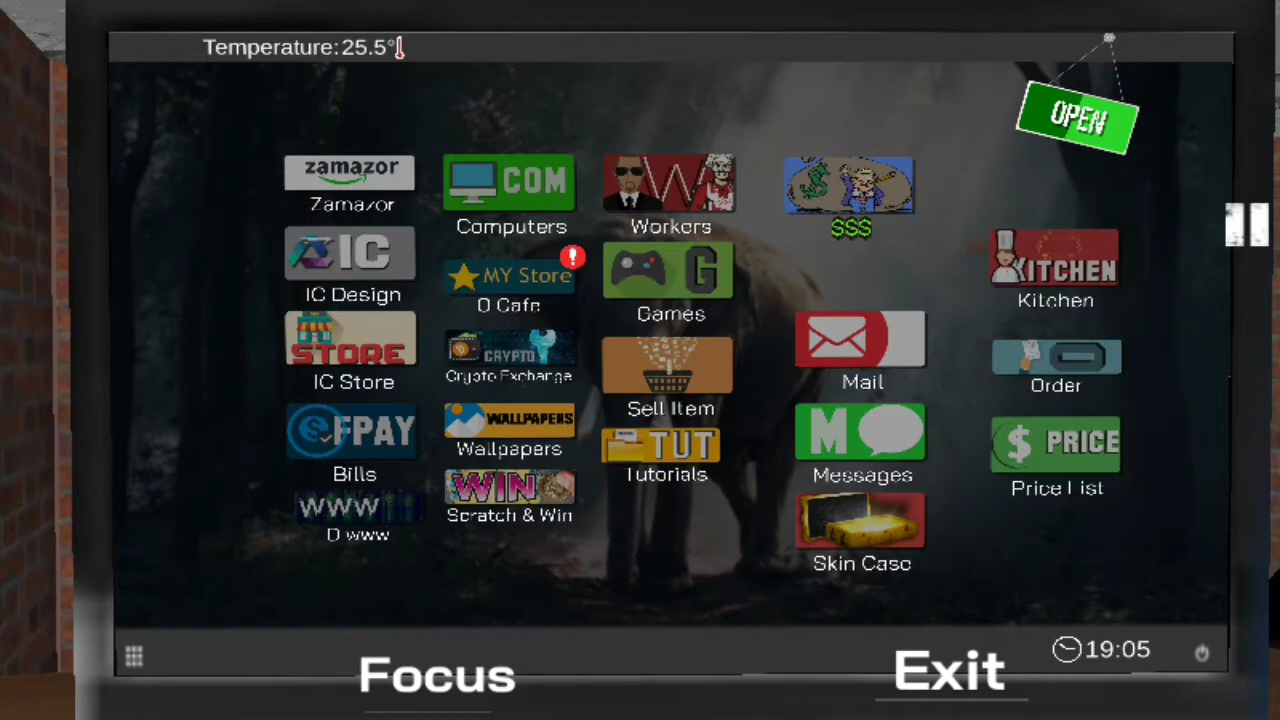 Temperature: 25.5°
OPEN
zamazor
Zamazor
COM
Computers
W
Workers
$$$
IC
IC Design
MY Store
O Cafe
G
Games
KITCHEN
Kitchen
STORE
IC Store
CRYPTO
Crypto Exchange
Sell Item
Mail
Order
FPAY
Bills
WALLPAPERS
Wallpapers
TUT
Tutorials
M
Messages
$ PRICE
Price List
WWW
D www
WIN
Scratch & Win
Skin Case
19:05
Focus
Exit